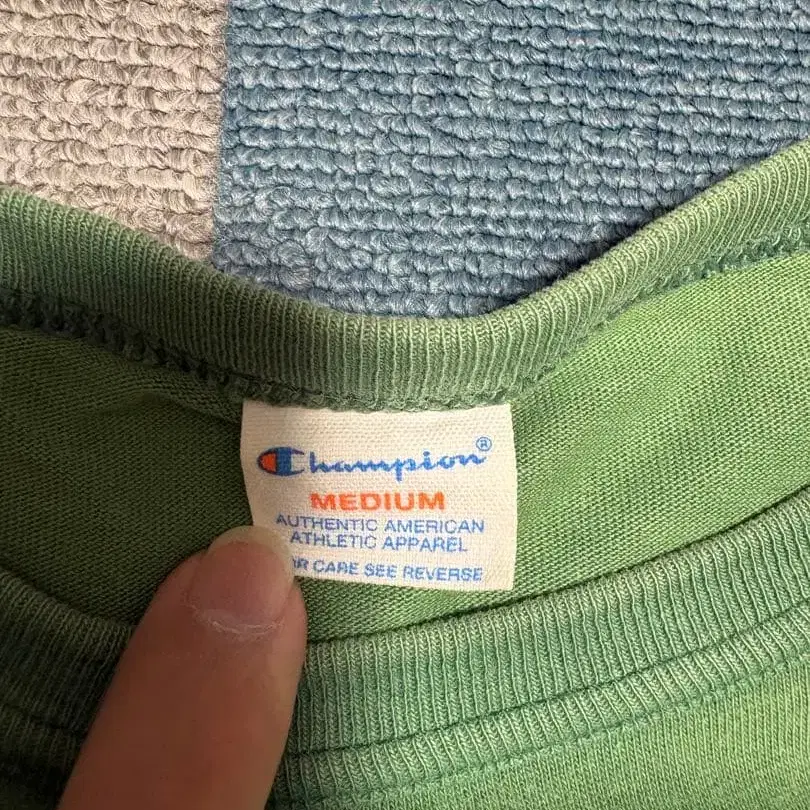 Champion®
MEDIUM
AUTHENTIC AMERICAN
ATHLETIC APPAREL
R CARE SEE REVERSE